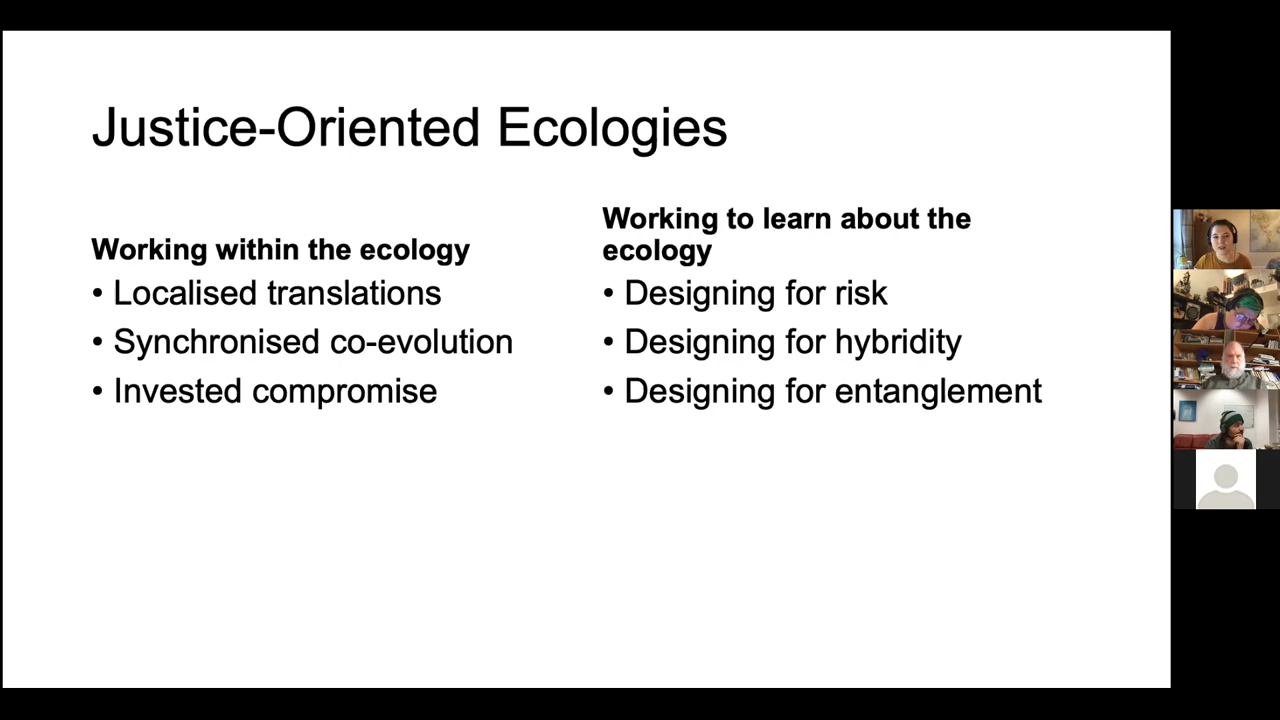 Justice-Oriented Ecologies
Working within the ecology
• Localised translations
• Synchronised co-evolution
• Invested compromise
Working to learn about the
ecology
• Designing for risk
• Designing for hybridity
• Designing for entanglement